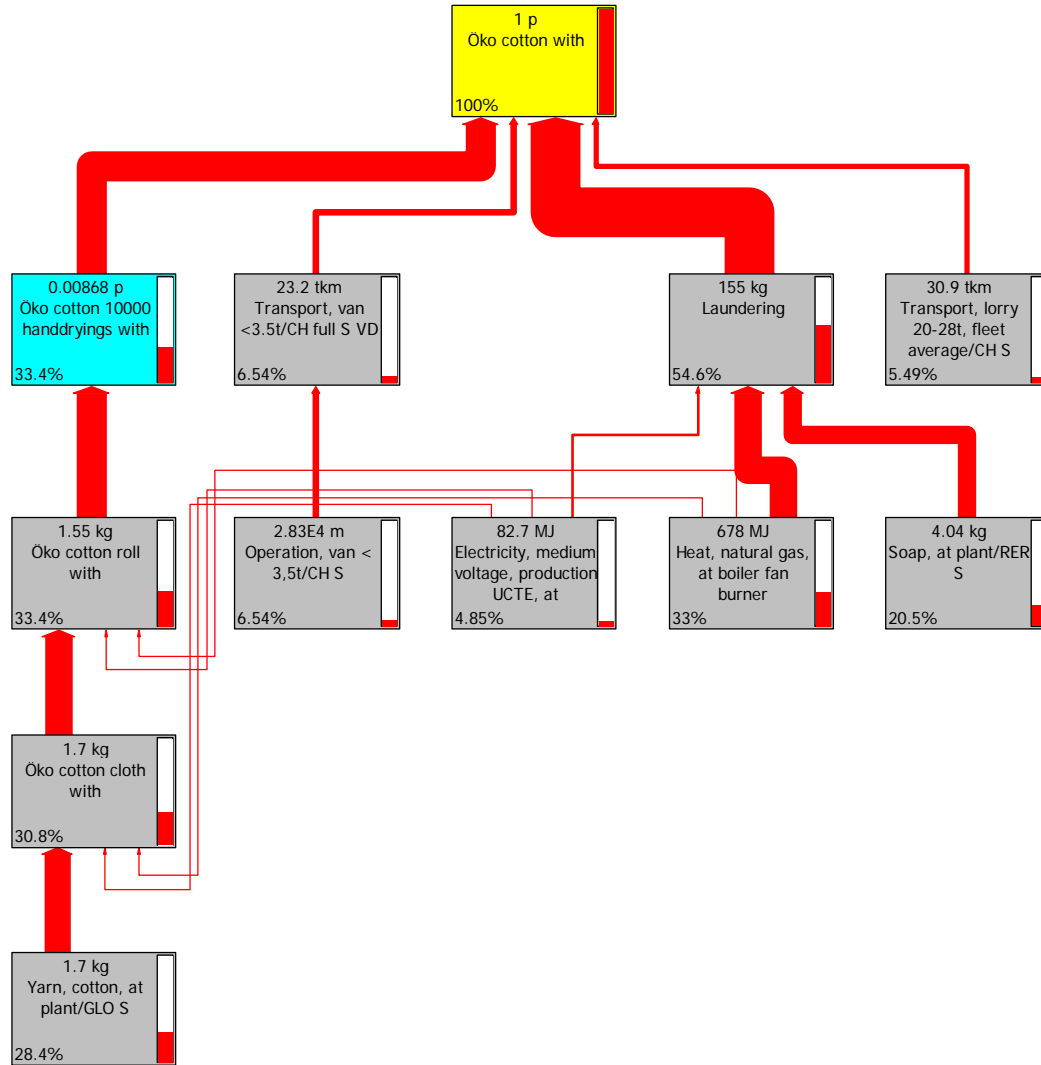 1 p
Öko cotton with
100%
0.00868 p
Öko cotton 10000
handdryings with
33.4%
23.2 tkm
Transport, van
<3.5t/CH full S VD
6.54%
155 kg
Laundering
54.6%
30.9 tkm
Transport, lorry
20-28t, fleet
average/CH S
5.49%
1.55 kg
Öko cotton roll
with
33.4%
2.83E4 m
Operation, van <
3,5t/CH S
6.54%
82.7 MJ
Electricity, medium
voltage, production
UCTE, at
4.85%
678 MJ
Heat, natural gas,
at boiler fan
burner
33%
4.04 kg
Soap, at plant/RER
S
20.5%
1.7 kg
Öko cotton cloth
with
30.8%
1.7 kg
Yarn, cotton, at
plant/GLO S
28.4%